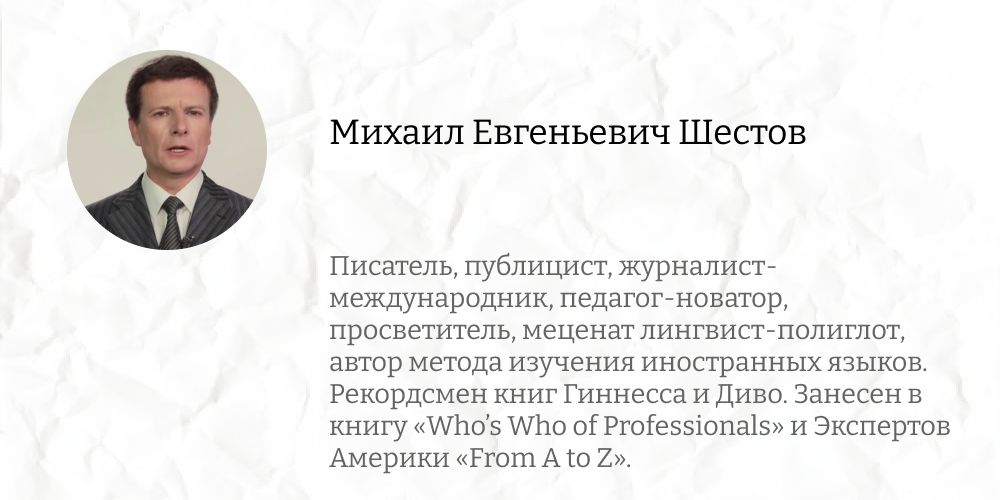 Михаил Евгеньевич Шестов
Писатель, публицист, журналист-
международник, педагог-новатор,
просветитель, меценат лингвист-полиглот,
автор метода изучения иностранных языков.
Рекордсмен книг Гиннесса и Диво. Занесен в
книгу «Who’s Who of Professionals» и Экспертов
Америки «From A to Z».